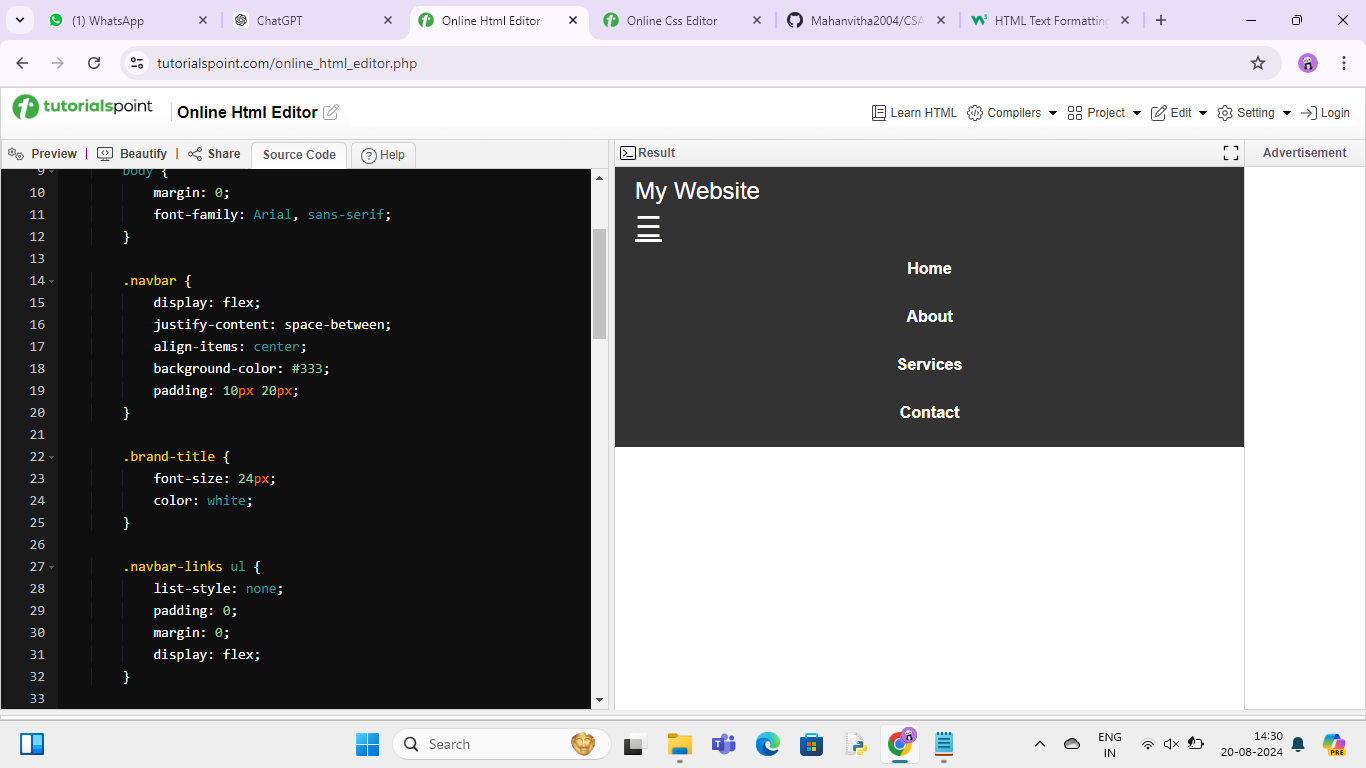 (1) WhatsApp
ChatGPT
Online Html Editor
Online Css Editor
Mahanvitha2004/CSA
HTML Text Formatting
tutorialspoint.com/online_html_editor.php
tutorialspoint
Online Html Editor
Learn HTML
Compilers
Project
Edit
Setting
Login
Preview
Beautify
Share
Source Code
Help
Result
Advertisement
9 body {
10 margin: 0;
11 font-family: Arial, sans-serif;
12 }
13
14 .navbar {
15 display: flex;
16 justify-content: space-between;
17 align-items: center;
18 background-color: #333;
19 padding: 10px 20px;
20 }
21
22 .brand-title {
23 font-size: 24px;
24 color: white;
25 }
26
27 .navbar-links ul {
28 list-style: none;
29 padding: 0;
30 margin: 0;
31 display: flex;
32 }
33
My Website
Home
About
Services
Contact
Search
ENG
IN
14:30
20-08-2024
PRE